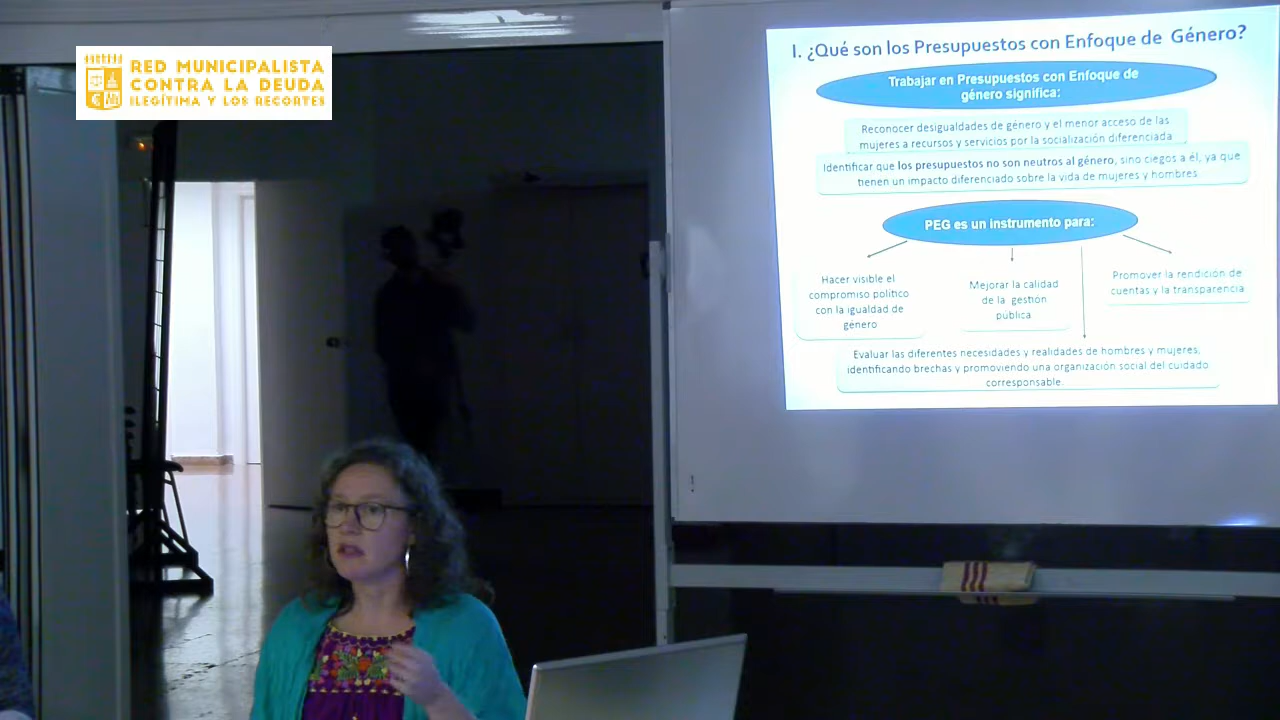 RED MUNICIPALISTA
CONTRA LA DEUDA
ILEGÍTIMA Y LOS RECORTES
I. ¿Qué son los Presupuestos con Enfoque de Género?
Trabajar en Presupuestos con Enfoque de
género significa:
Reconocer desigualdades de género y el menor acceso de las
mujeres a recursos y servicios por la socialización diferenciada
Identificar que los presupuestos no son neutros al género, sino ciegos a él, ya que
tienen un impacto diferenciado sobre la vida de mujeres y hombres
PEG es un instrumento para:
Hacer visible el
compromiso político
con la igualdad de
género
Mejorar la calidad
de la gestión
pública
Promover la rendición de
cuentas y la transparencia
Evaluar las diferentes necesidades y realidades de hombres y mujeres,
identificando brechas y promoviendo una organización social del cuidado
corresponsable.